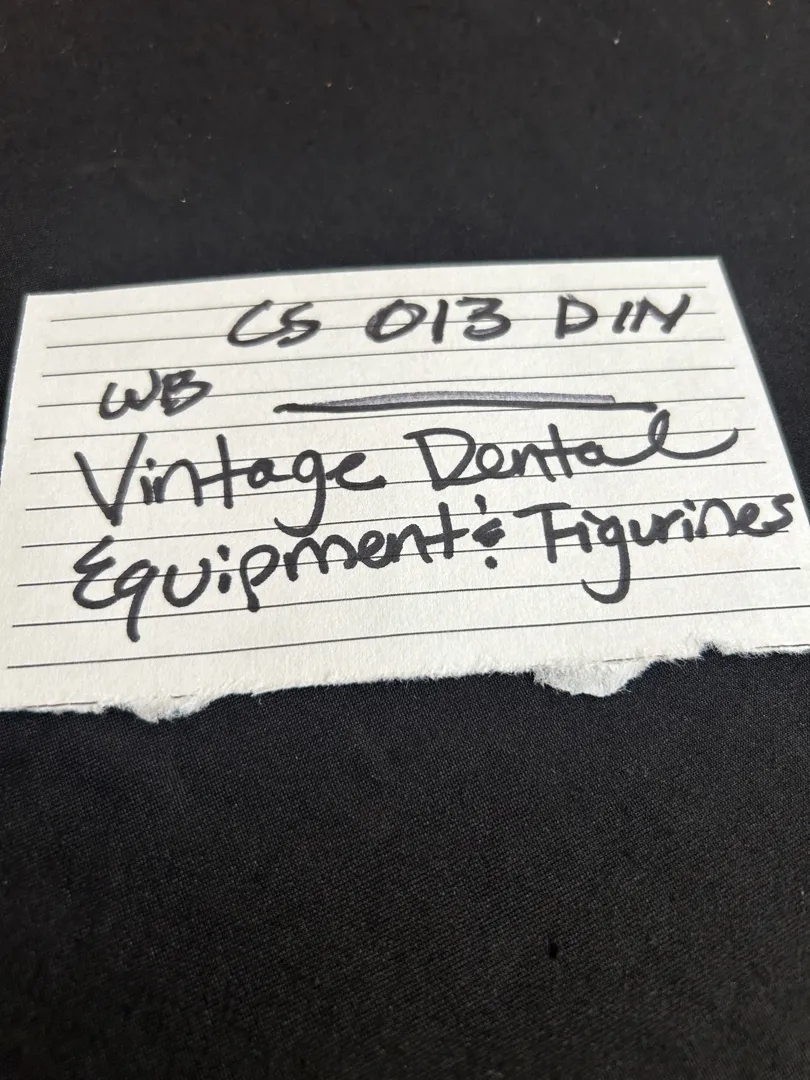 CS 013 DIN
WB
Vintage Dental
Equipment & Figurines